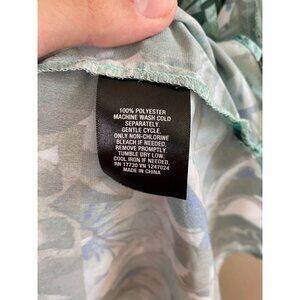 100% POLYESTER
MACHINE WASH COLD
SEPARATELY.
GENTLE CYCLE.
ONLY NON-CHLORINE
BLEACH IF NEEDED.
REMOVE PROMPTLY.
TUMBLE DRY LOW.
COOL IRON IF NEEDED.
RN 17730 VN 1247024
MADE IN CHINA